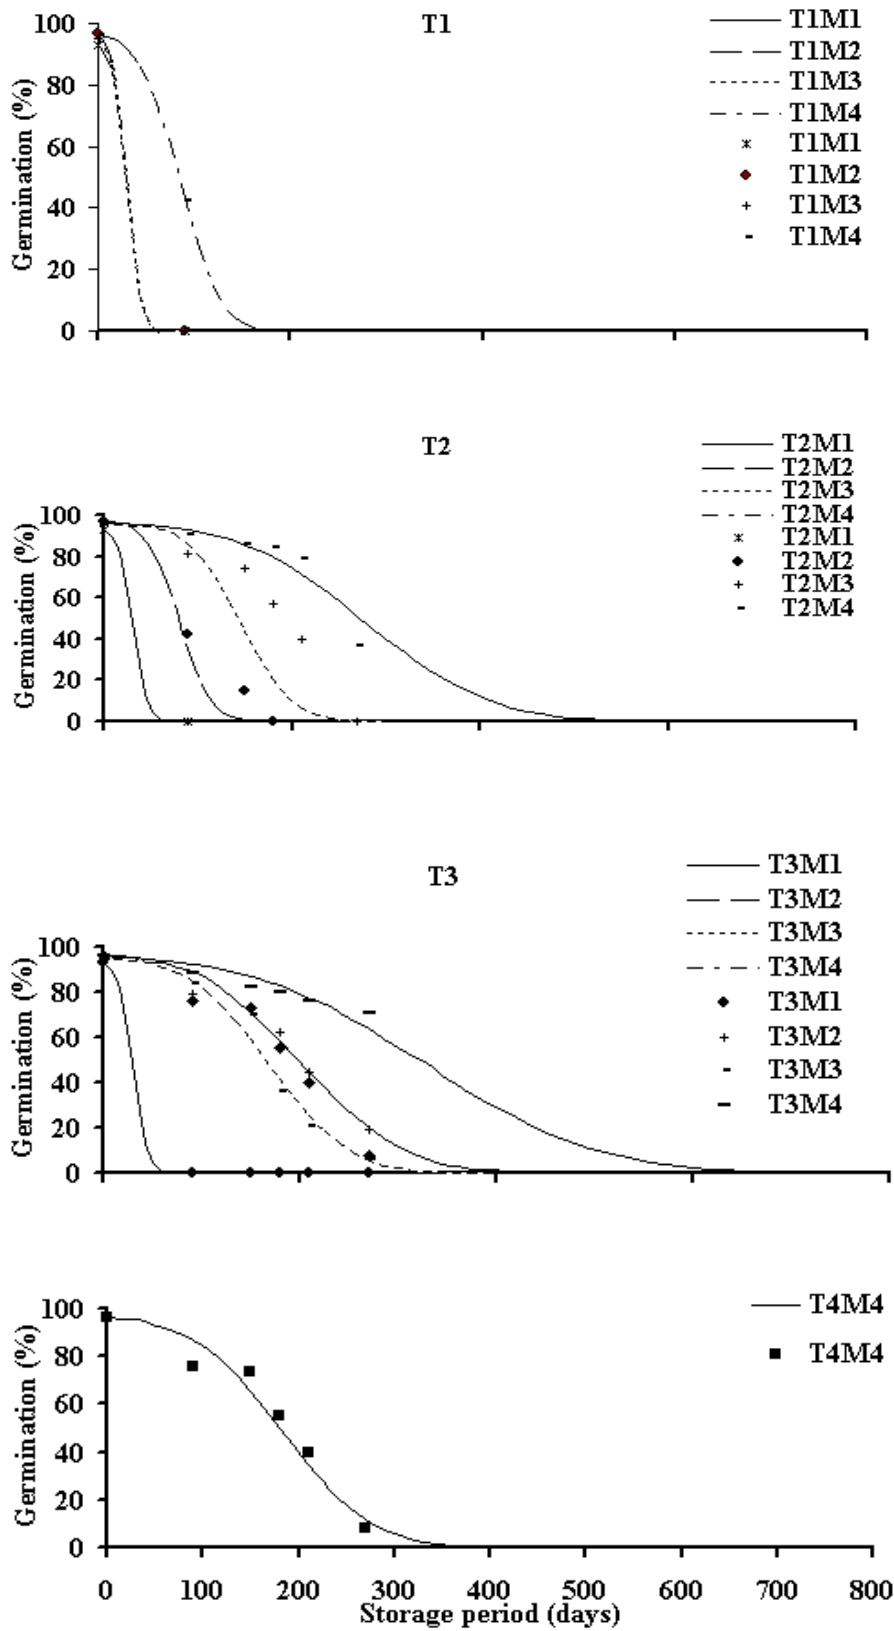 T1
T1M1
T1M2
T1M3
T1M4
T1M1
T1M2
T1M3
T1M4
Germination (%)
100
80
60
40
20
0
T2
T2M1
T2M2
T2M3
T2M4
T2M1
T2M2
T2M3
T2M4
Germination (%)
100
80
60
40
20
0
T3
T3M1
T3M2
T3M3
T3M4
T3M1
T3M2
T3M3
T3M4
Germination (%)
100
80
60
40
20
0
T4M4
T4M4
Germination (%)
100
80
60
40
20
0
0 100 200 300 400 500 600 700 800
Storage period (days)